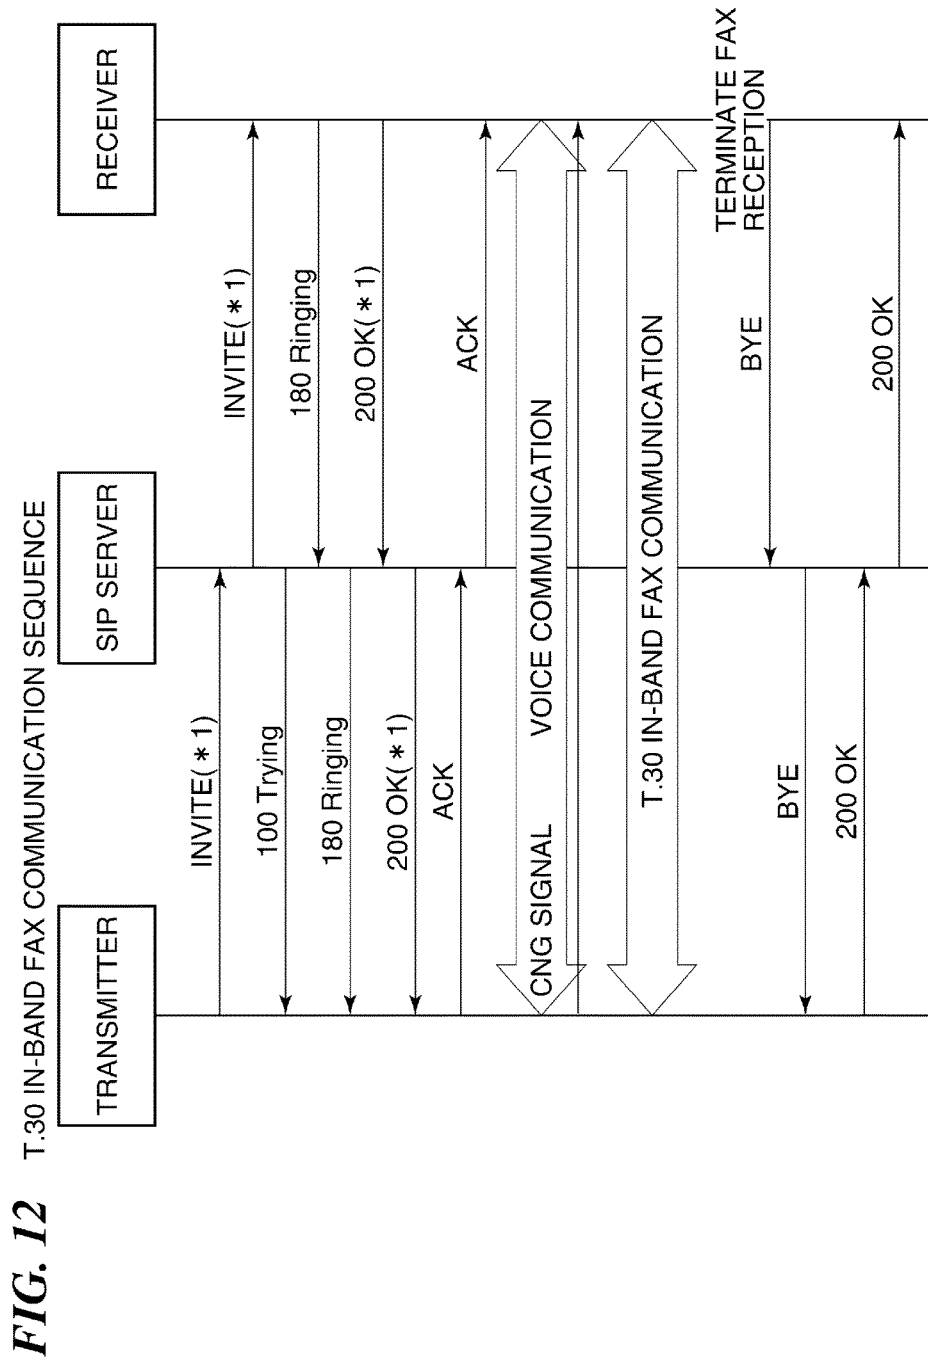 FIG. 12
T.30 IN-BAND FAX COMMUNICATION SEQUENCE
TRANSMITTER
SIP SERVER
RECEIVER
INVITE(*1)
INVITE(*1)
100 Trying
180 Ringing
180 Ringing
200 OK(*1)
200 OK(*1)
ACK
ACK
CNG SIGNAL
VOICE COMMUNICATION
T.30 IN-BAND FAX COMMUNICATION
TERMINATE FAX
RECEPTION
BYE
BYE
200 OK
200 OK